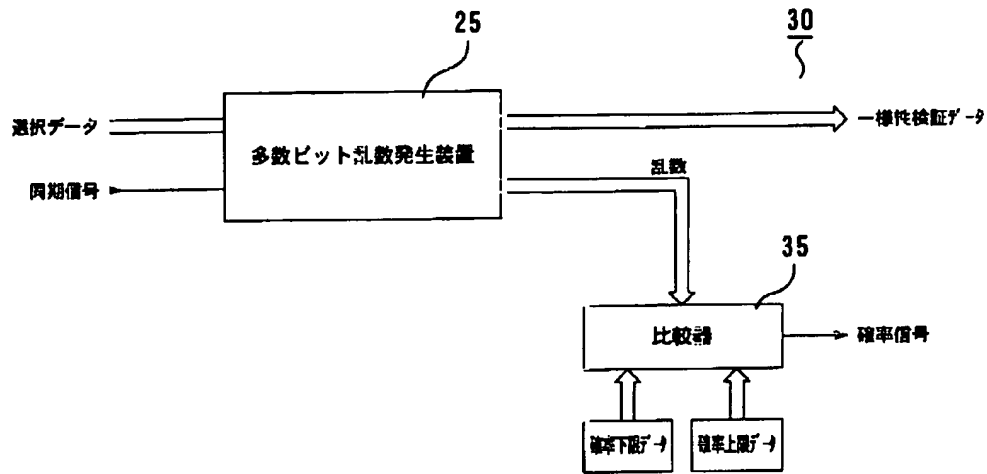 25
30
選択データ
多数ビット乱数発生装置
一様性検証データ
同期信号
乱数
35
比較器
確率信号
確率下限データ
確率上限データ